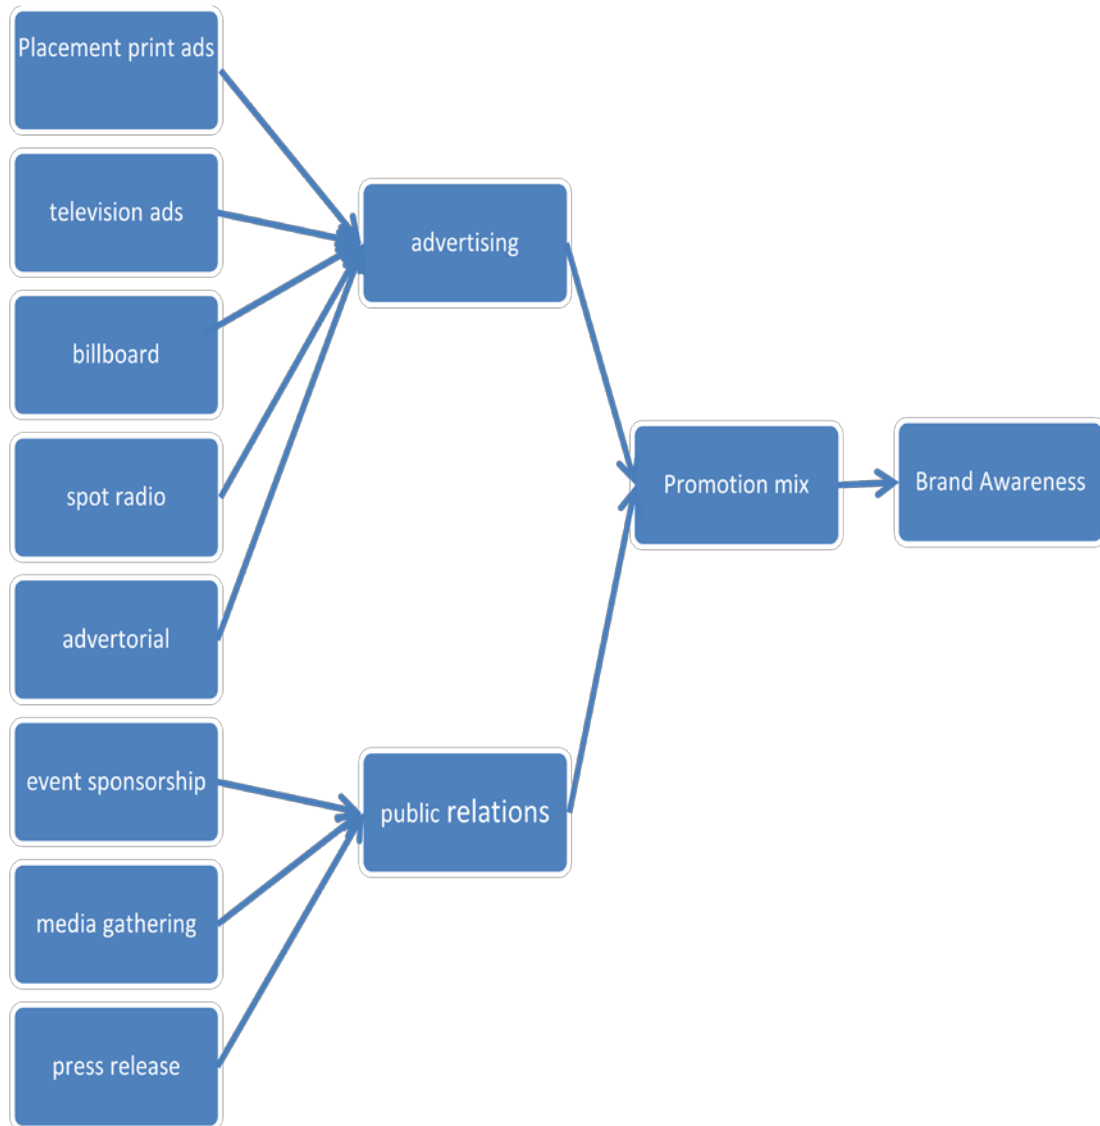 Placement print ads
television ads
billboard
spot radio
advertorial
event sponsorship
media gathering
press release
advertising
public relations
Promotion mix
Brand Awareness